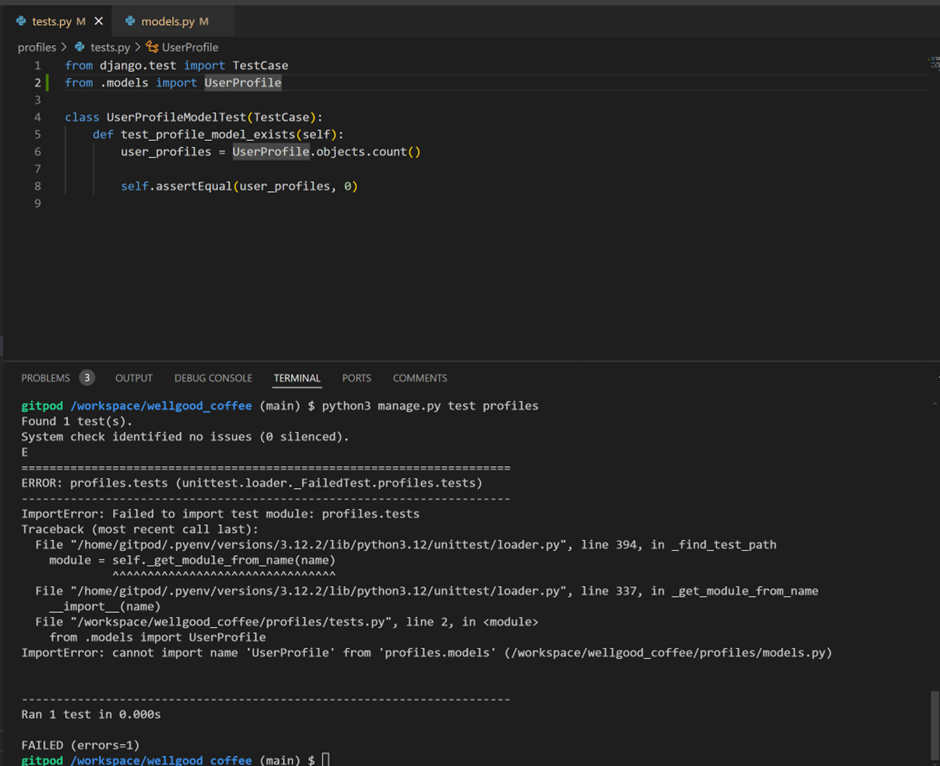 tests.py M ✕ models.py M
profiles > tests.py > UserProfile
1 from django.test import TestCase
2 from .models import UserProfile
3
4 class UserProfileModelTest(TestCase):
5 def test_profile_model_exists(self):
6 user_profiles = UserProfile.objects.count()
7
8 self.assertEqual(user_profiles, 0)
9
PROBLEMS 3 OUTPUT DEBUG CONSOLE TERMINAL PORTS COMMENTS
gitpod /workspace/wellgood_coffee (main) $ python3 manage.py test profiles
Found 1 test(s).
System check identified no issues (0 silenced).
E
======================================================================
ERROR: profiles.tests (unittest.loader._FailedTest.profiles.tests)
----------------------------------------------------------------------
ImportError: Failed to import test module: profiles.tests
Traceback (most recent call last):
File "/home/gitpod/.pyenv/versions/3.12.2/lib/python3.12/unittest/loader.py", line 394, in _find_test_path
module = self._get_module_from_name(name)
^^^^^^^^^^^^^^^^^^^^^^^^^^^^^^^^
File "/home/gitpod/.pyenv/versions/3.12.2/lib/python3.12/unittest/loader.py", line 337, in _get_module_from_name
__import__(name)
File "/workspace/wellgood_coffee/profiles/tests.py", line 2, in <module>
from .models import UserProfile
ImportError: cannot import name 'UserProfile' from 'profiles.models' (/workspace/wellgood_coffee/profiles/models.py)
----------------------------------------------------------------------
Ran 1 test in 0.000s
FAILED (errors=1)
gitpod /workspace/wellgood_coffee (main) $